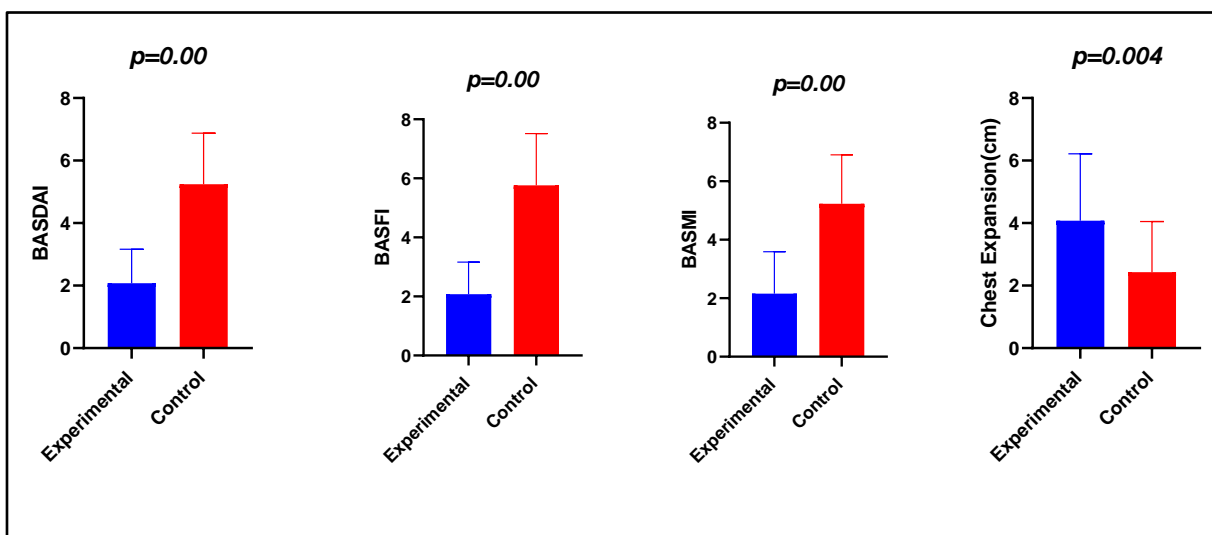 p=0.00
8
6
4
2
0
BASDAI
Experimental
Control
p=0.00
8
6
4
2
0
BASFI
Experimental
Control
p=0.00
8
6
4
2
0
BASMI
Experimental
Control
p=0.004
8
6
4
2
0
Chest Expansion(cm)
Experimental
Control